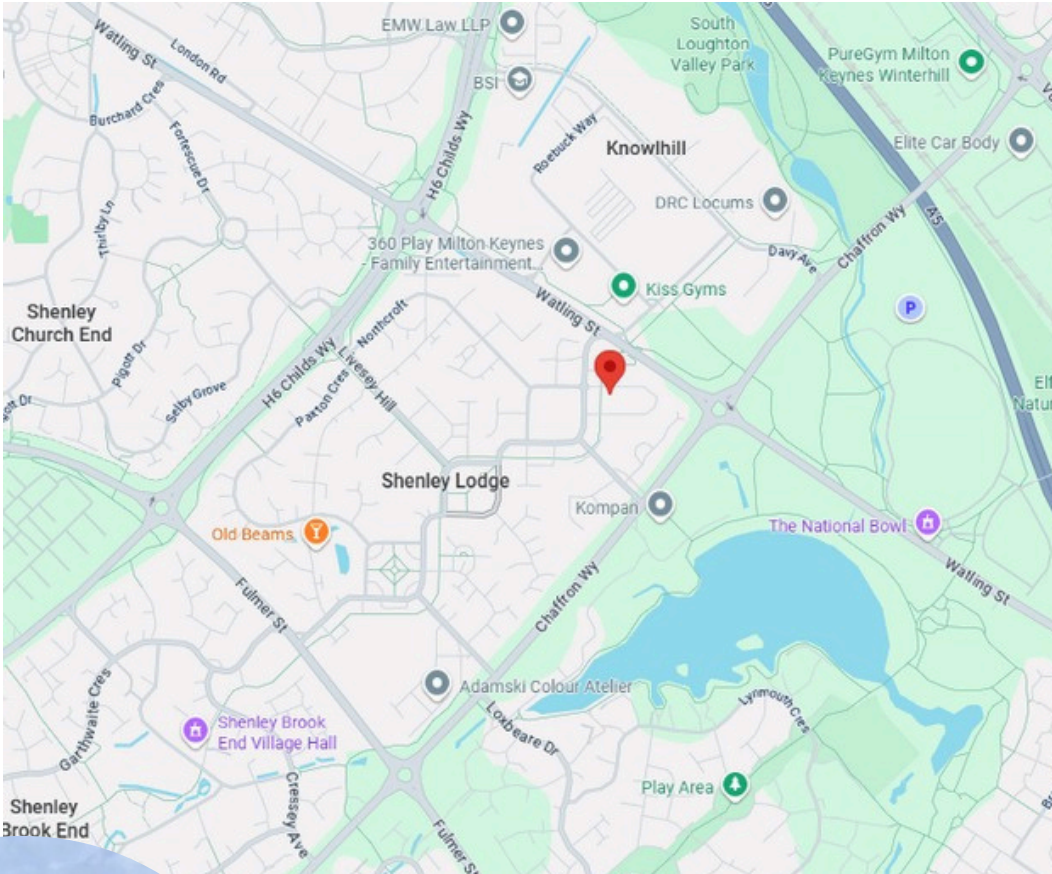 EMW Law LLP
South
Loughton
Valley Park
PureGym Milton
Keynes Winterhill
Watling St
London Rd
BSI
Burchard Cres
Fortescue Dr
H6 Childs Wy
Roebuck Way
Knowlhill
Elite Car Body
DRC Locums
A5
Chaffron Wy
Thirlby Ln
360 Play Milton Keynes
- Family Entertainment...
Davy Ave
Kiss Gyms
Watling St
P
Shenley
Church End
Northcroft
Pigott Dr
H6 Childs Wy
Livesey Hill
Paxton Cres
Selby Grove
Shenley Lodge
Kompan
The National Bowl
Old Beams
Watling St
Fulmer St
Chaffron Wy
Adamski Colour Atelier
Garthwaite Cres
Shenley Brook
End Village Hall
Loxbeare Dr
Lynmouth Cres
Play Area
Cressey Ave
Shenley
Brook End
Fulmer St